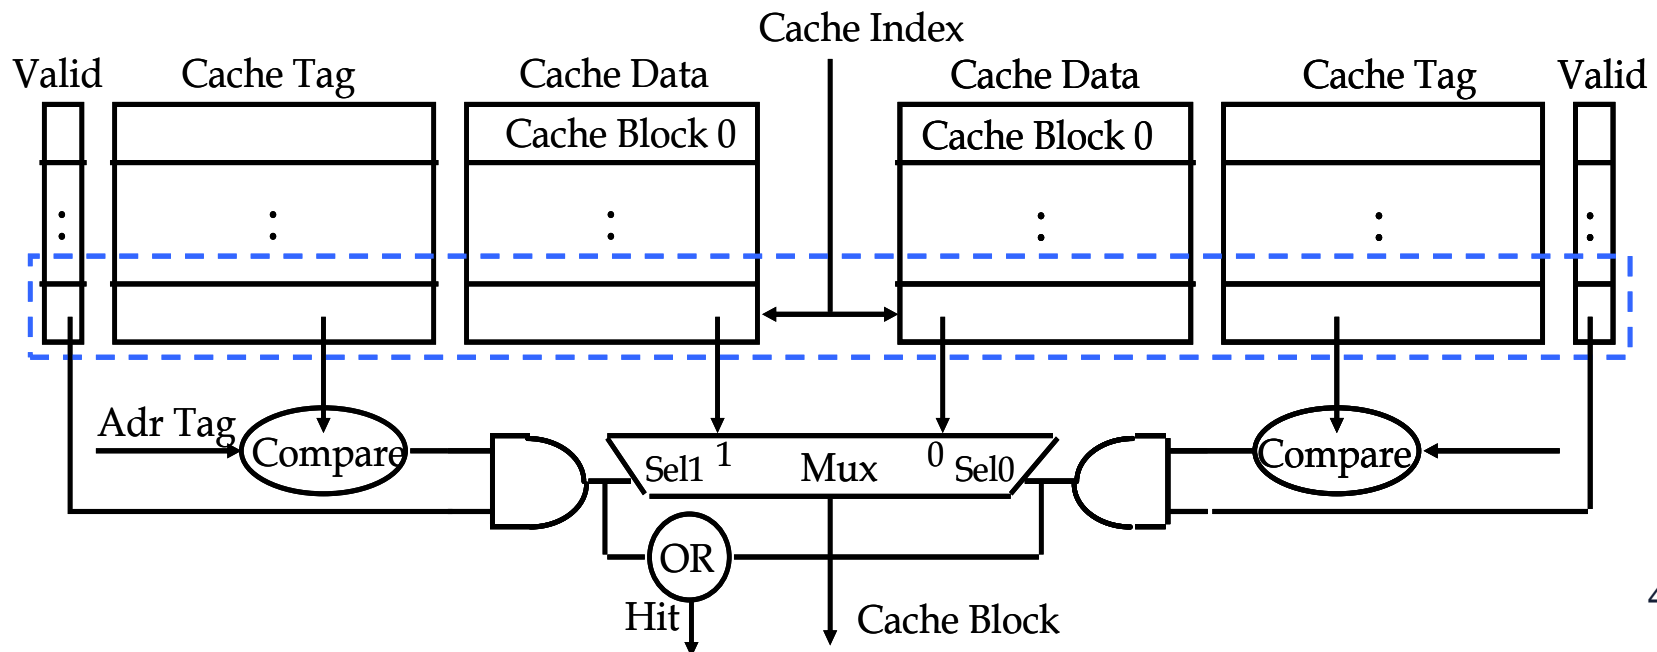 Cache Index
Valid Cache Tag Cache Data Cache Data Cache Tag Valid
Cache Block 0 Cache Block 0
: : : : : :
Adr Tag Compare Sel1 1 Mux 0 Sel0 Compare
OR
Hit Cache Block
4